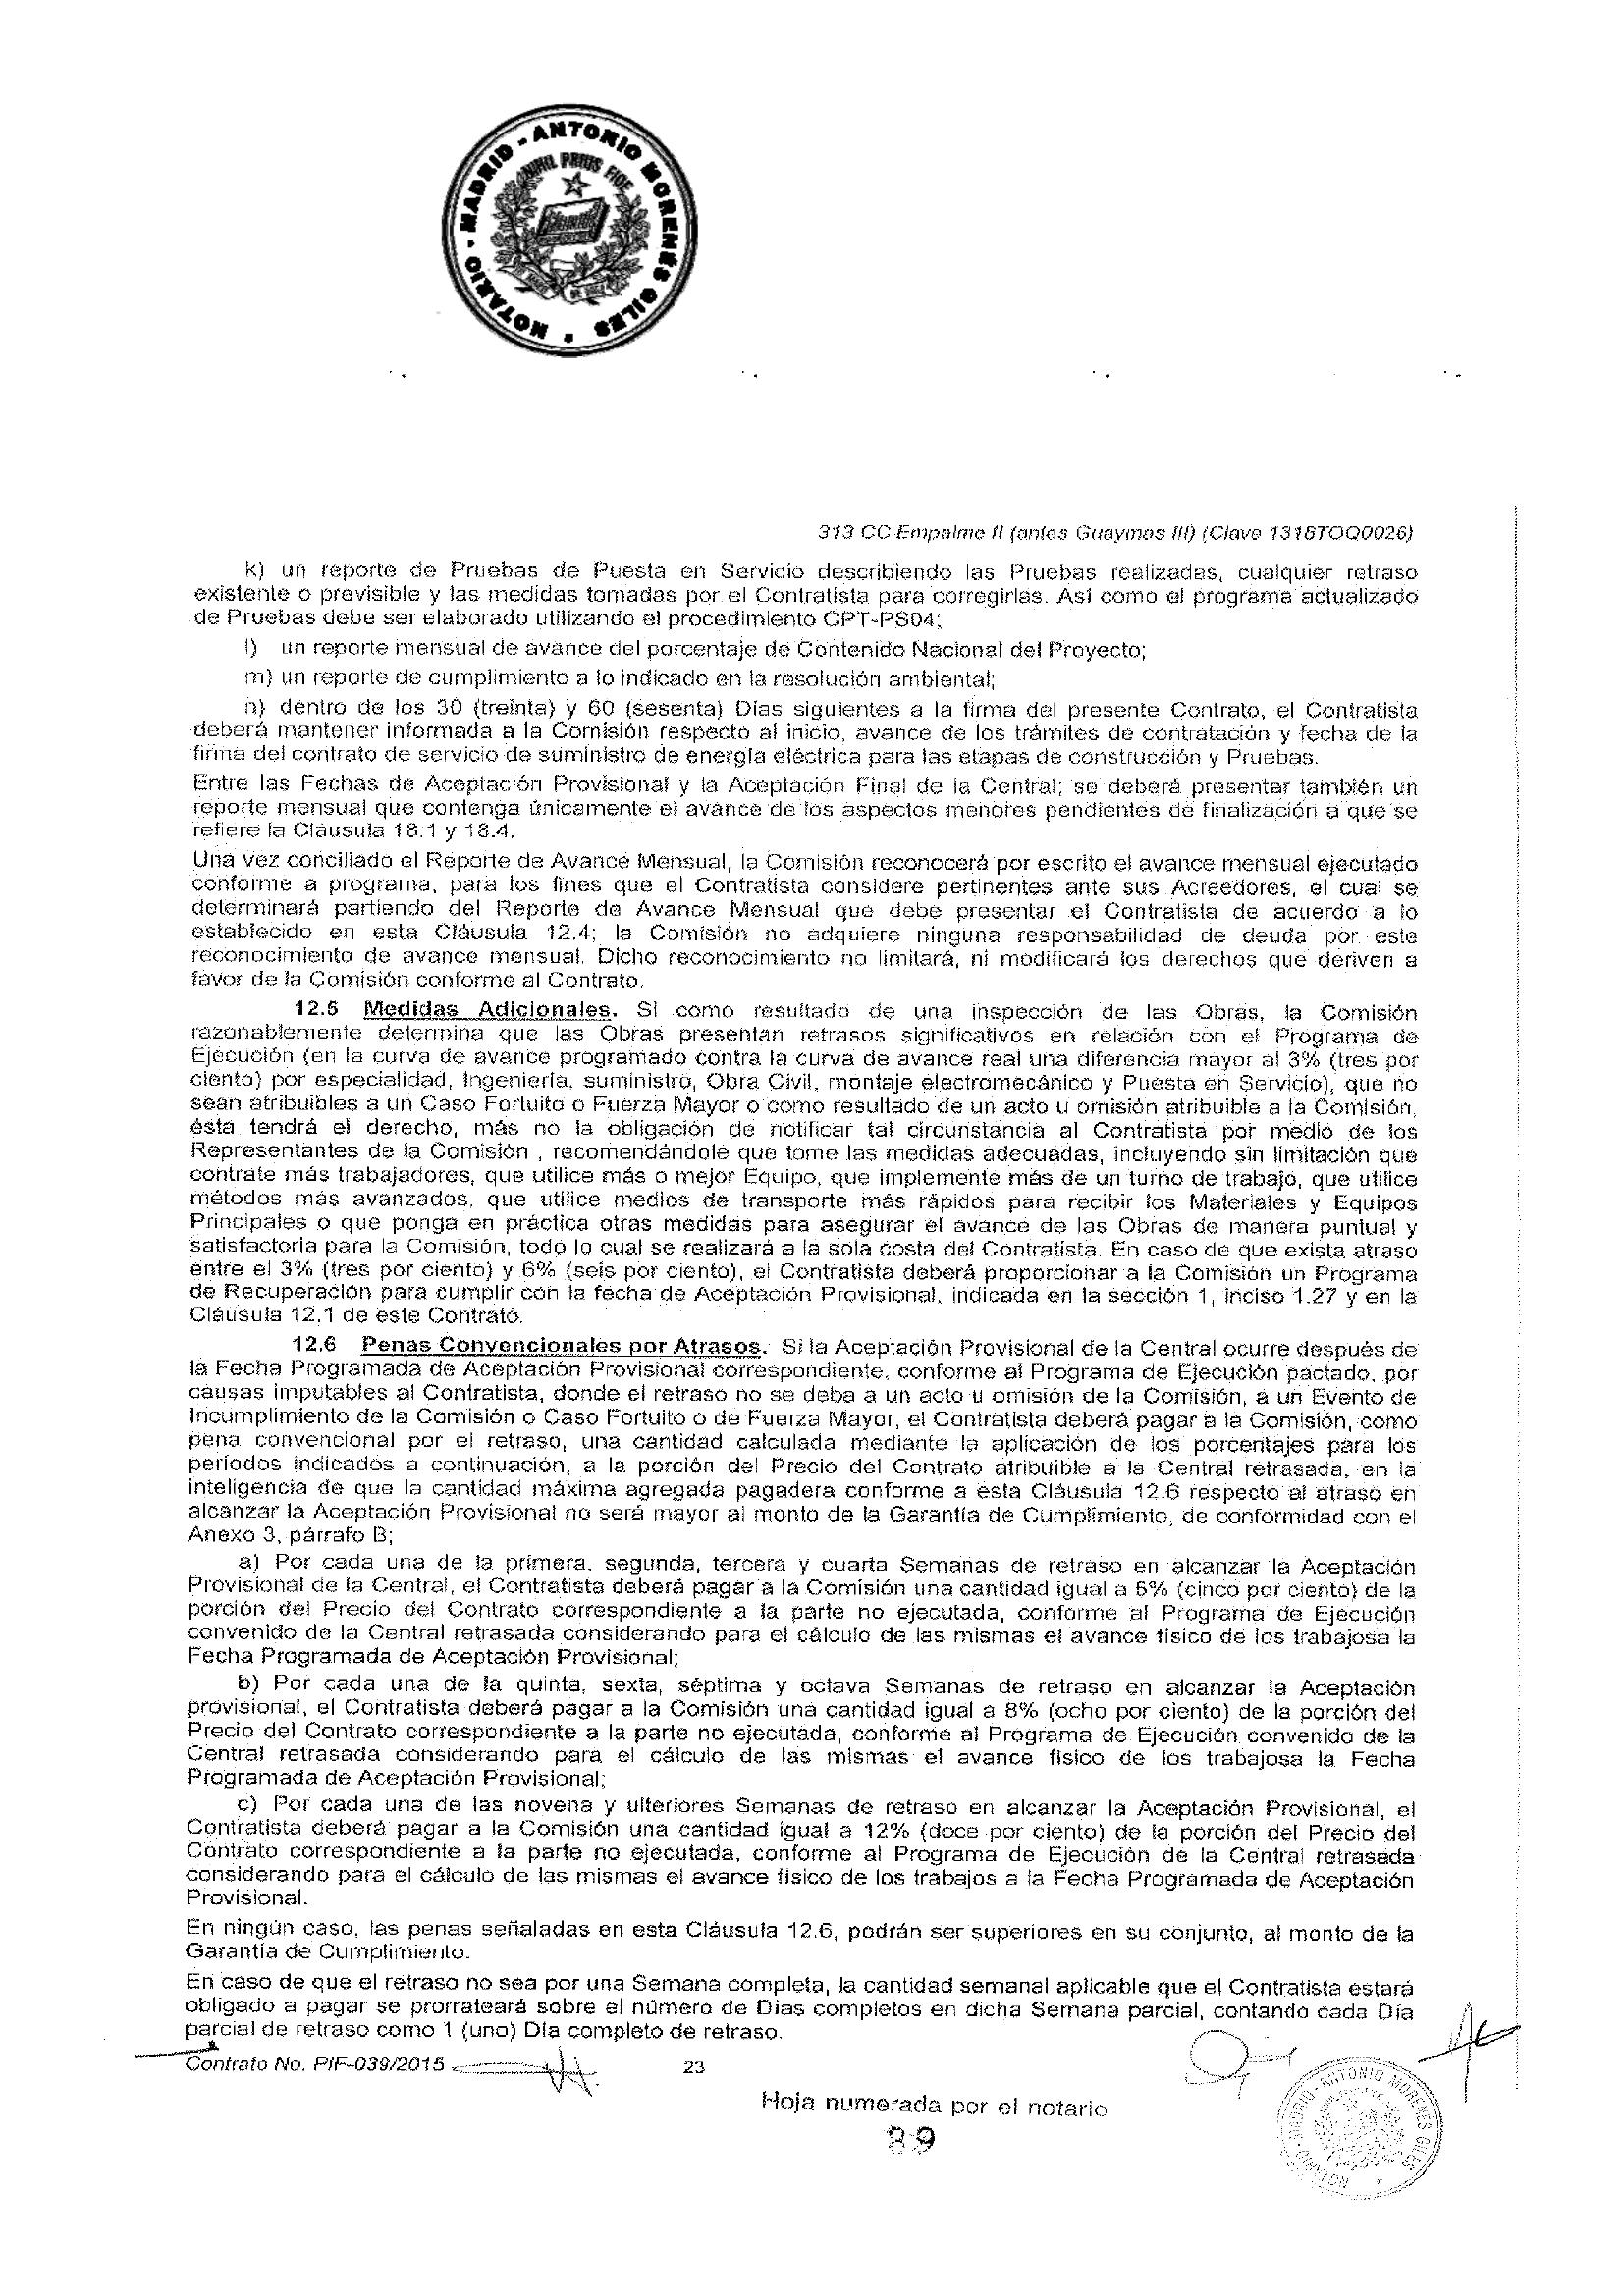 NOTARIO - MADRID - ANTONIO MORENÉS GILES
NIHIL PRIUS FIDE
313 CC Empalme II (antes Guaymas III) (Clave 1318TOQ0026)
k) un reporte de Pruebas de Puesta en Servicio describiendo las Pruebas realizadas, cualquier retraso
existente o previsible y las medidas tomadas por el Contratista para corregirlas. Así como el programa actualizado
de Pruebas debe ser elaborado utilizando el procedimiento CPT-PS04;
l) un reporte mensual de avance del porcentaje de Contenido Nacional del Proyecto;
m) un reporte de cumplimiento a lo indicado en la resolución ambiental;
n) dentro de los 30 (treinta) y 60 (sesenta) Días siguientes a la firma del presente Contrato, el Contratista
deberá mantener informada a la Comisión respecto al inicio, avance de los trámites de contratación y fecha de la
firma del contrato de servicio de suministro de energía eléctrica para las etapas de construcción y Pruebas.
Entre las Fechas de Aceptación Provisional y la Aceptación Final de la Central; se deberá presentar también un
reporte mensual que contenga únicamente el avance de los aspectos menores pendientes de finalización a que se
refiere la Cláusula 18.1 y 18.4.
Una vez conciliado el Reporte de Avance Mensual, la Comisión reconocerá por escrito el avance mensual ejecutado
conforme a programa, para los fines que el Contratista considere pertinentes ante sus Acreedores, el cual se
determinará partiendo del Reporte de Avance Mensual que debe presentar el Contratista de acuerdo a lo
establecido en esta Cláusula 12.4; la Comisión no adquiere ninguna responsabilidad de deuda por este
reconocimiento de avance mensual. Dicho reconocimiento no limitará, ni modificará los derechos que deriven a
favor de la Comisión conforme al Contrato.
12.5 Medidas Adicionales. Si como resultado de una inspección de las Obras, la Comisión
razonablemente determina que las Obras presentan retrasos significativos en relación con el Programa de
Ejecución (en la curva de avance programado contra la curva de avance real una diferencia mayor al 3% (tres por
ciento) por especialidad, Ingeniería, suministro, Obra Civil, montaje electromecánico y Puesta en Servicio), que no
sean atribuibles a un Caso Fortuito o Fuerza Mayor o como resultado de un acto u omisión atribuible a la Comisión,
ésta tendrá el derecho, más no la obligación de notificar tal circunstancia al Contratista por medio de los
Representantes de la Comisión , recomendándole que tome las medidas adecuadas, incluyendo sin limitación que
contrate más trabajadores, que utilice más o mejor Equipo, que implemente más de un turno de trabajo, que utilice
métodos más avanzados, que utilice medios de transporte más rápidos para recibir los Materiales y Equipos
Principales o que ponga en práctica otras medidas para asegurar el avance de las Obras de manera puntual y
satisfactoria para la Comisión, todo lo cual se realizará a la sola costa del Contratista. En caso de que exista atraso
entre el 3% (tres por ciento) y 6% (seis por ciento), el Contratista deberá proporcionar a la Comisión un Programa
de Recuperación para cumplir con la fecha de Aceptación Provisional, indicada en la sección 1, inciso 1.27 y en la
Cláusula 12.1 de este Contrato.
12.6 Penas Convencionales por Atrasos. Si la Aceptación Provisional de la Central ocurre después de
la Fecha Programada de Aceptación Provisional correspondiente, conforme al Programa de Ejecución pactado, por
causas imputables al Contratista, donde el retraso no se deba a un acto u omisión de la Comisión, a un Evento de
Incumplimiento de la Comisión o Caso Fortuito o de Fuerza Mayor, el Contratista deberá pagar a la Comisión, como
pena convencional por el retraso, una cantidad calculada mediante la aplicación de los porcentajes para los
períodos indicados a continuación, a la porción del Precio del Contrato atribuible a la Central retrasada, en la
inteligencia de que la cantidad máxima agregada pagadera conforme a esta Cláusula 12.6 respecto al atraso en
alcanzar la Aceptación Provisional no será mayor al monto de la Garantía de Cumplimiento, de conformidad con el
Anexo 3, párrafo B;
a) Por cada una de la primera, segunda, tercera y cuarta Semanas de retraso en alcanzar la Aceptación
Provisional de la Central, el Contratista deberá pagar a la Comisión una cantidad igual a 5% (cinco por ciento) de la
porción del Precio del Contrato correspondiente a la parte no ejecutada, conforme al Programa de Ejecución
convenido de la Central retrasada considerando para el cálculo de las mismas el avance físico de los trabajosa la
Fecha Programada de Aceptación Provisional;
b) Por cada una de la quinta, sexta, séptima y octava Semanas de retraso en alcanzar la Aceptación
provisional, el Contratista deberá pagar a la Comisión una cantidad igual a 8% (ocho por ciento) de la porción del
Precio del Contrato correspondiente a la parte no ejecutada, conforme al Programa de Ejecución convenido de la
Central retrasada considerando para el cálculo de las mismas el avance físico de los trabajosa la Fecha
Programada de Aceptación Provisional;
c) Por cada una de las novena y ulteriores Semanas de retraso en alcanzar la Aceptación Provisional, el
Contratista deberá pagar a la Comisión una cantidad igual a 12% (doce por ciento) de la porción del Precio del
Contrato correspondiente a la parte no ejecutada, conforme al Programa de Ejecución de la Central retrasada
considerando para el cálculo de las mismas el avance físico de los trabajos a la Fecha Programada de Aceptación
Provisional.
En ningún caso, las penas señaladas en esta Cláusula 12.6, podrán ser superiores en su conjunto, al monto de la
Garantía de Cumplimiento.
En caso de que el retraso no sea por una Semana completa, la cantidad semanal aplicable que el Contratista estará
obligado a pagar se prorrateará sobre el número de Días completos en dicha Semana parcial, contando cada Día
parcial de retraso como 1 (uno) Día completo de retraso.
Contrato No. PIF-039/2015
23
Hoja numerada por el notario
89
NOTARIO - MADRID - ANTONIO MORENÉS GILES